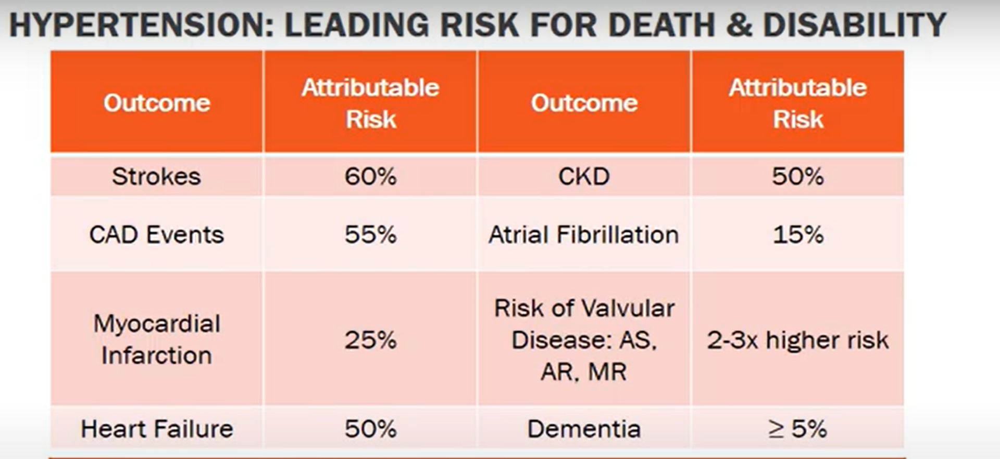 HYPERTENSION: LEADING RISK FOR DEATH & DISABILITY
Outcome
Attributable
Risk
Outcome
Attributable
Risk
Strokes
60%
CKD
50%
CAD Events
55%
Atrial Fibrillation
15%
Myocardial
Infarction
25%
Risk of Valvular
Disease: AS,
AR, MR
2-3x higher risk
Heart Failure
50%
Dementia
≥ 5%